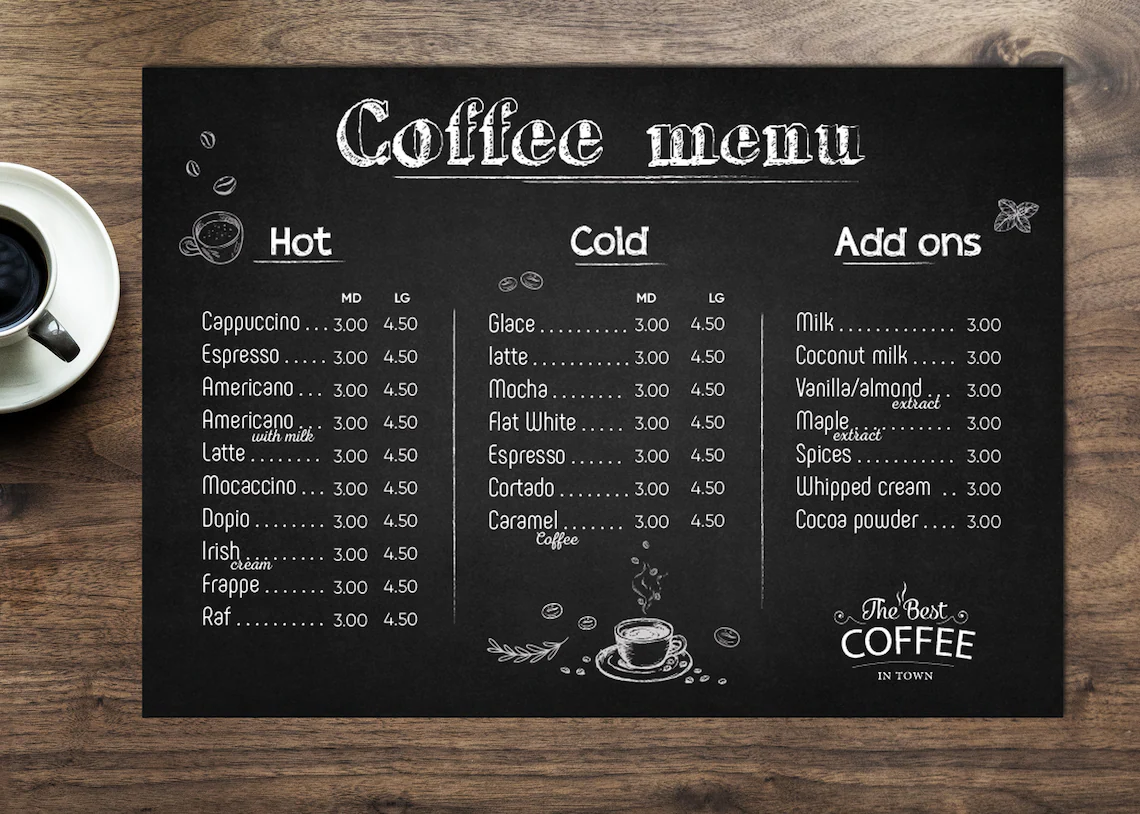 Coffee menu
Hot
MD LG
Cappuccino ... 3.00 4.50
Espresso ..... 3.00 4.50
Americano ... 3.00 4.50
Americano ... 3.00 4.50
with milk
Latte ........ 3.00 4.50
Mocaccino ... 3.00 4.50
Dopio ........ 3.00 4.50
Irish ......... 3.00 4.50
cream
Frappe ....... 3.00 4.50
Raf .......... 3.00 4.50
Cold
MD LG
Glace .......... 3.00 4.50
latte ........... 3.00 4.50
Mocha ......... 3.00 4.50
Flat White ..... 3.00 4.50
Espresso ...... 3.00 4.50
Cortado ........ 3.00 4.50
Caramel ....... 3.00 4.50
Coffee
Add ons
Milk ............. 3.00
Coconut milk ..... 3.00
Vanilla/almond ... 3.00
extract
Maple ............ 3.00
extract
Spices ........... 3.00
Whipped cream .. 3.00
Cocoa powder .... 3.00
The Best
COFFEE
IN TOWN